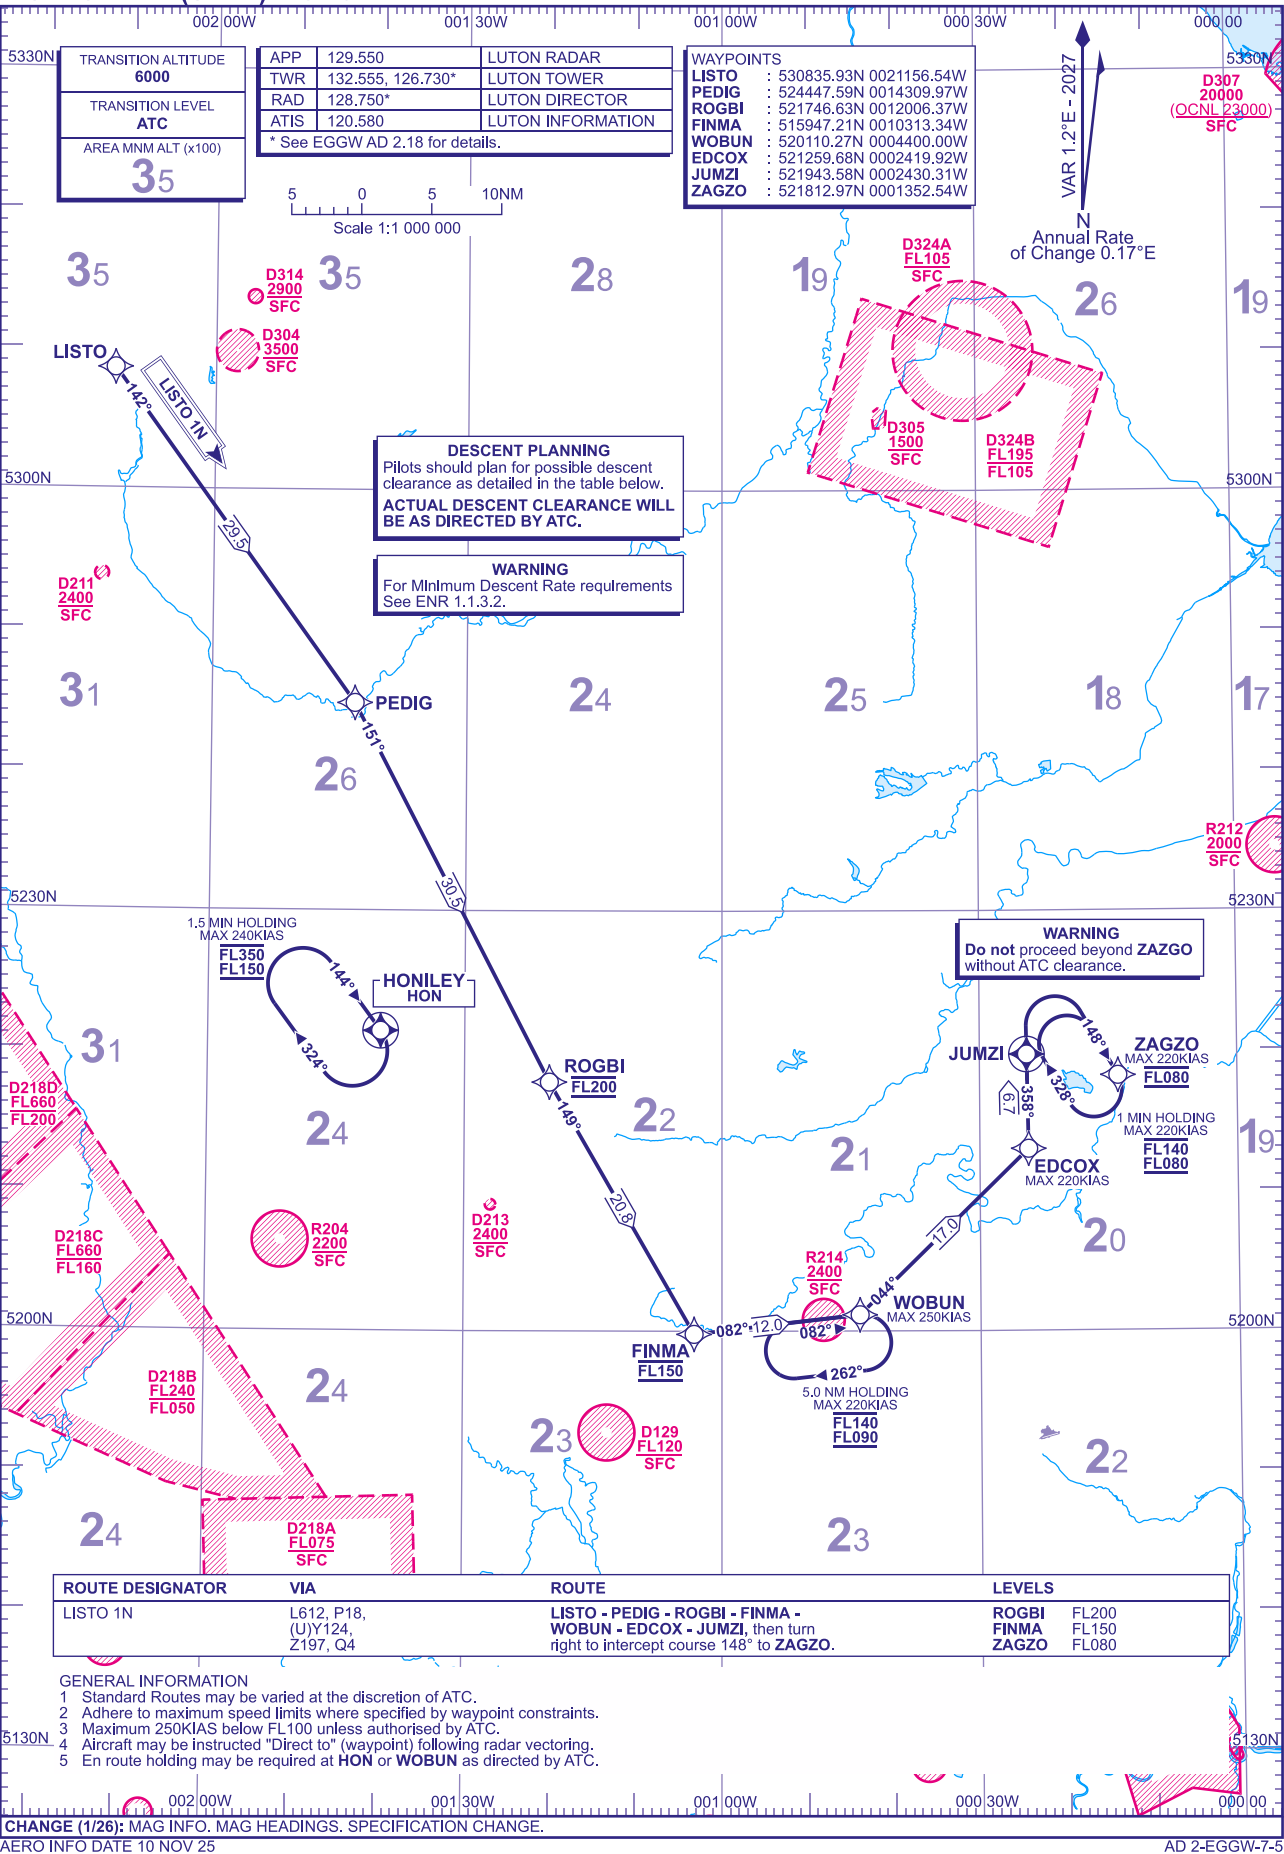 002 00W
001 30W
001 00W
000 30W
000 00
5330N
5330N
TRANSITION ALTITUDE
6000
TRANSITION LEVEL
ATC
AREA MNM ALT (x100)
35
APP 129.550 LUTON RADAR
TWR 132.555, 126.730* LUTON TOWER
RAD 128.750* LUTON DIRECTOR
ATIS 120.580 LUTON INFORMATION
* See EGGW AD 2.18 for details.
5 0 5 10NM
Scale 1:1 000 000
WAYPOINTS
LISTO : 530835.93N 0021156.54W
PEDIG : 524447.59N 0014309.97W
ROGBI : 521746.63N 0012006.37W
FINMA : 515947.21N 0010313.34W
WOBUN : 520110.27N 0004400.00W
EDCOX : 521259.68N 0002419.92W
JUMZI : 521943.58N 0002430.31W
ZAGZO : 521812.97N 0001352.54W
VAR 1.2°E - 2027
N
Annual Rate
of Change 0.17°E
D307
20000
(OCNL 23000)
SFC
35
D314
2900
SFC
35
28
19
D324A
FL105
SFC
26
19
D304
3500
SFC
LISTO
142°
LISTO 1N
29.5
D305
1500
SFC
D324B
FL195
FL105
DESCENT PLANNING
Pilots should plan for possible descent
clearance as detailed in the table below.
ACTUAL DESCENT CLEARANCE WILL
BE AS DIRECTED BY ATC.
5300N
5300N
WARNING
For Minimum Descent Rate requirements
See ENR 1.1.3.2.
D211
2400
SFC
31
PEDIG
151°
24
25
18
17
26
R212
2000
SFC
30.5
5230N
5230N
1.5 MIN HOLDING
MAX 240KIAS
FL350
FL150
144°
324°
HONILEY
HON
WARNING
Do not proceed beyond ZAZGO
without ATC clearance.
31
JUMZI
148°
328°
ZAGZO
MAX 220KIAS
FL080
ROGBI
FL200
149°
D218D
FL660
FL200
24
22
358°
6.7
1 MIN HOLDING
MAX 220KIAS
FL140
FL080
19
21
EDCOX
MAX 220KIAS
20.8
D213
2400
SFC
R204
2200
SFC
D218C
FL660
FL160
17.0
20
R214
2400
SFC
044°
WOBUN
MAX 250KIAS
5200N
5200N
082°
12.0
082°
FINMA
FL150
262°
5.0 NM HOLDING
MAX 220KIAS
FL140
FL090
D218B
FL240
FL050
24
23
D129
FL120
SFC
22
24
D218A
FL075
SFC
23
ROUTE DESIGNATOR VIA ROUTE LEVELS
LISTO 1N L612, P18, LISTO - PEDIG - ROGBI - FINMA - ROGBI FL200
(U)Y124, WOBUN - EDCOX - JUMZI, then turn FINMA FL150
Z197, Q4 right to intercept course 148° to ZAGZO. ZAGZO FL080
GENERAL INFORMATION
1 Standard Routes may be varied at the discretion of ATC.
2 Adhere to maximum speed limits where specified by waypoint constraints.
3 Maximum 250KIAS below FL100 unless authorised by ATC.
4 Aircraft may be instructed "Direct to" (waypoint) following radar vectoring.
5 En route holding may be required at HON or WOBUN as directed by ATC.
5130N
5130N
002 00W
001 30W
001 00W
000 30W
000 00
CHANGE (1/26): MAG INFO. MAG HEADINGS. SPECIFICATION CHANGE.
AERO INFO DATE 10 NOV 25
AD 2-EGGW-7-5